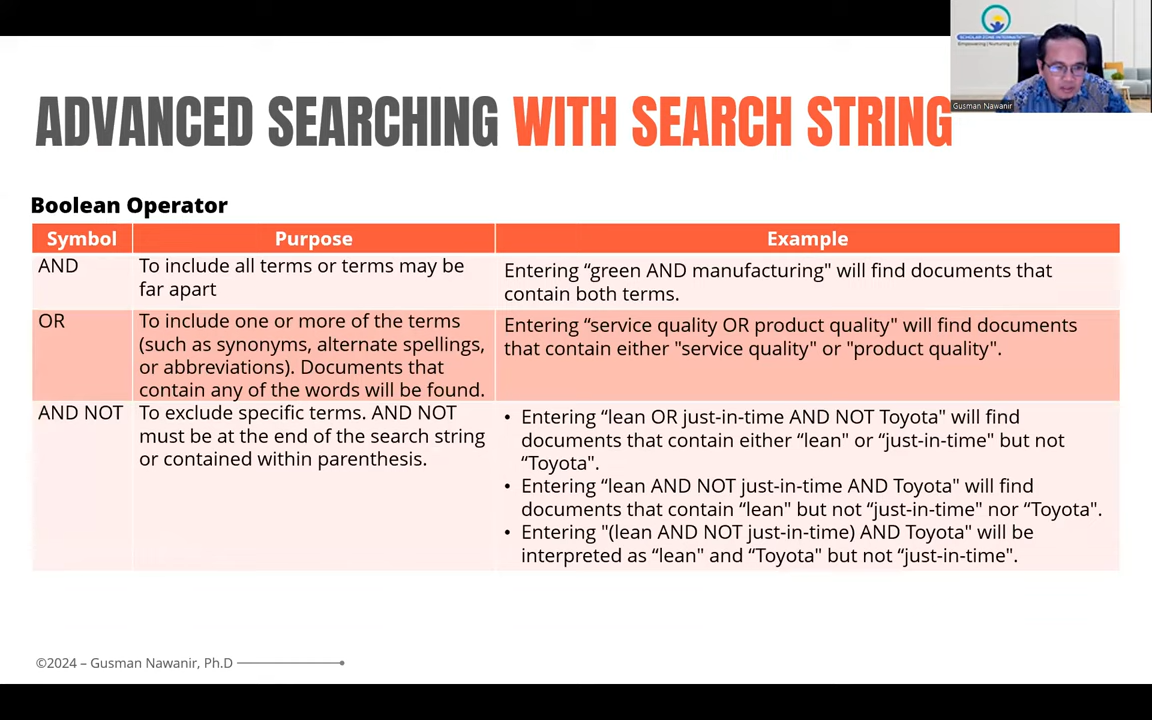 SCHOLAR ZONE INTERNATIONAL
Gusman Nawanir
ADVANCED SEARCHING WITH SEARCH STRING
Boolean Operator
Symbol Purpose Example
AND
To include all terms or terms may be
far apart
Entering “green AND manufacturing" will find documents that
contain both terms.
OR
To include one or more of the terms
(such as synonyms, alternate spellings,
or abbreviations). Documents that
contain any of the words will be found.
Entering “service quality OR product quality" will find documents
that contain either "service quality" or "product quality".
AND NOT
To exclude specific terms. AND NOT
must be at the end of the search string
or contained within parenthesis.
• Entering “lean OR just-in-time AND NOT Toyota" will find
documents that contain either “lean" or “just-in-time" but not
“Toyota".
• Entering “lean AND NOT just-in-time AND Toyota" will find
documents that contain “lean" but not “just-in-time" nor “Toyota".
• Entering "(lean AND NOT just-in-time) AND Toyota" will be
interpreted as “lean" and “Toyota" but not “just-in-time".
©2024 – Gusman Nawanir, Ph.D